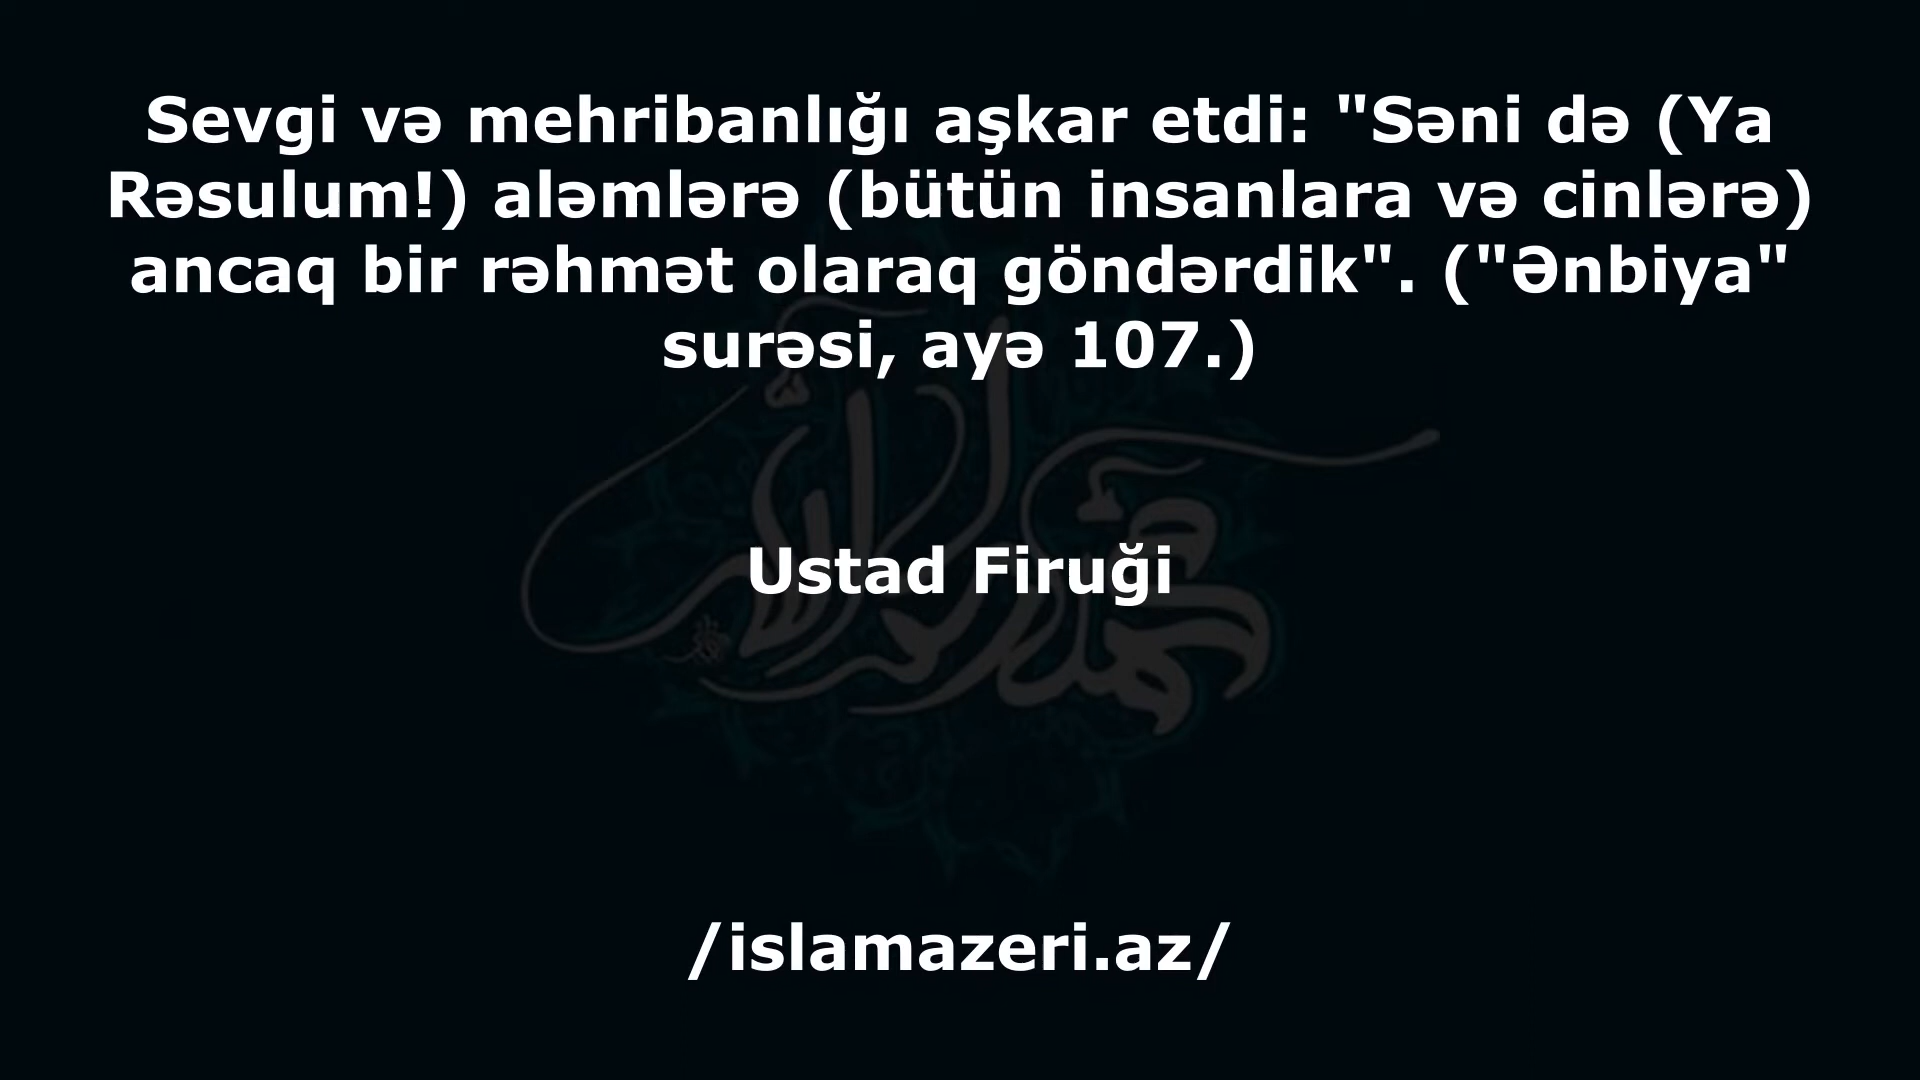 Sevgi və mehribanlığı aşkar etdi: "Səni də (Ya
Rəsulum!) aləmlərə (bütün insanlara və cinlərə)
ancaq bir rəhmət olaraq göndərdik". ("Ənbiya"
surəsi, ayə 107.)
Ustad Firuği
/islamazeri.az/